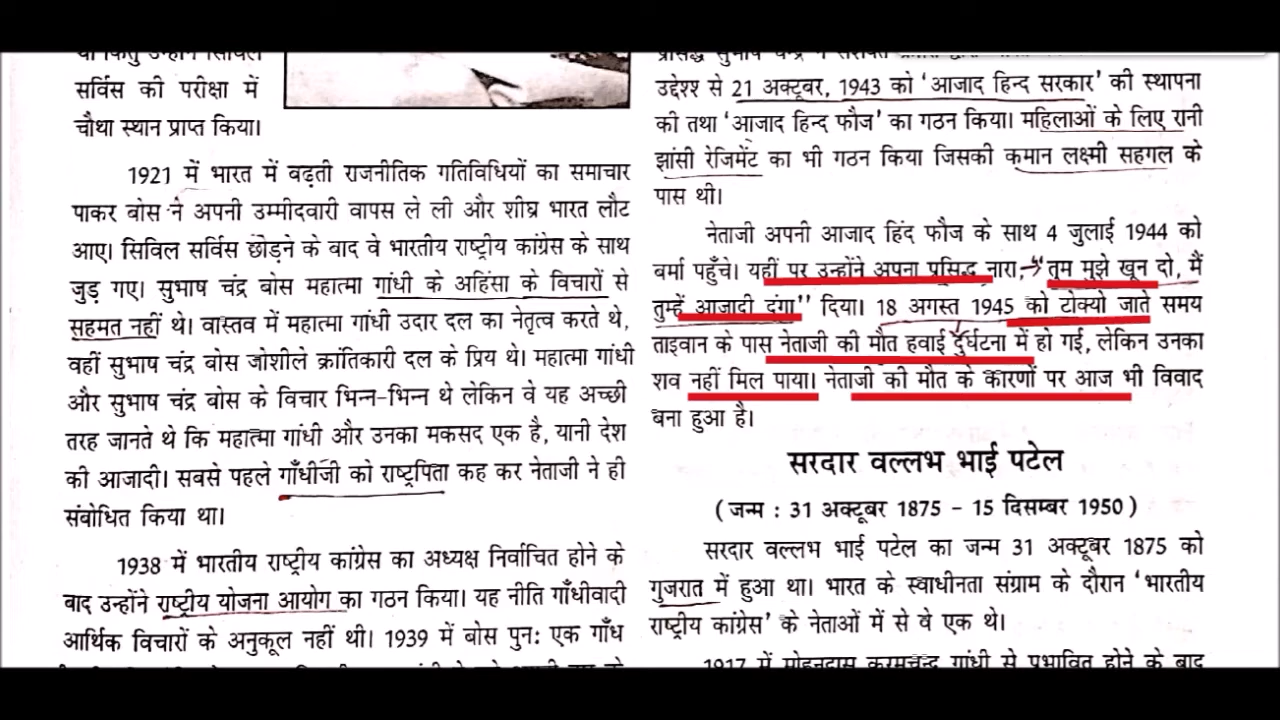 सर्विस की परीक्षा में
चौथा स्थान प्राप्त किया।
1921 में भारत में बढ़ती राजनीतिक गतिविधियों का समाचार
पाकर बोस ने अपनी उम्मीदवारी वापस ले ली और शीघ्र भारत लौट
आए। सिविल सर्विस छोड़ने के बाद वे भारतीय राष्ट्रीय कांग्रेस के साथ
जुड़ गए। सुभाष चंद्र बोस महात्मा गांधी के अहिंसा के विचारों से
सहमत नहीं थे। वास्तव में महात्मा गांधी उदार दल का नेतृत्व करते थे,
वहीं सुभाष चंद्र बोस जोशीले क्रांतिकारी दल के प्रिय थे। महात्मा गांधी
और सुभाष चंद्र बोस के विचार भिन्न-भिन्न थे लेकिन वे यह अच्छी
तरह जानते थे कि महात्मा गांधी और उनका मकसद एक है, यानी देश
की आजादी। सबसे पहले गाँधीजी को राष्ट्रपिता कह कर नेताजी ने ही
संबोधित किया था।
1938 में भारतीय राष्ट्रीय कांग्रेस का अध्यक्ष निर्वाचित होने के
बाद उन्होंने राष्ट्रीय योजना आयोग का गठन किया। यह नीति गाँधीवादी
आर्थिक विचारों के अनुकूल नहीं थी। 1939 में बोस पुनः एक गाँध
उद्देश्श से 21 अक्टूबर, 1943 को ‘आजाद हिन्द सरकार’ की स्थापना
की तथा ‘आजाद हिन्द फौज’ का गठन किया। महिलाओं के लिए रानी
झांसी रेजिमेंट का भी गठन किया जिसकी कमान लक्ष्मी सहगल के
पास थी।
नेताजी अपनी आजाद हिंद फौज के साथ 4 जुलाई 1944 को
बर्मा पहुँचे। यहीं पर उन्होंने अपना प्रसिद्ध नारा,→“तुम मुझे खून दो, मैं
तुम्हें आजादी दूंगा” दिया। 18 अगस्त 1945 को टोक्यो जाते समय
ताइवान के पास नेताजी की मौत हवाई दुर्घटना में हो गई, लेकिन उनका
शव नहीं मिल पाया। नेताजी की मौत के कारणों पर आज भी विवाद
बना हुआ है।
सरदार वल्लभ भाई पटेल
(जन्म : 31 अक्टूबर 1875 - 15 दिसम्बर 1950)
सरदार वल्लभ भाई पटेल का जन्म 31 अक्टूबर 1875 को
गुजरात में हुआ था। भारत के स्वाधीनता संग्राम के दौरान ‘भारतीय
राष्ट्रीय कांग्रेस’ के नेताओं में से वे एक थे।
1917 में मोहनदास करमचन्द गांधी से प्रभावित होने के बाद